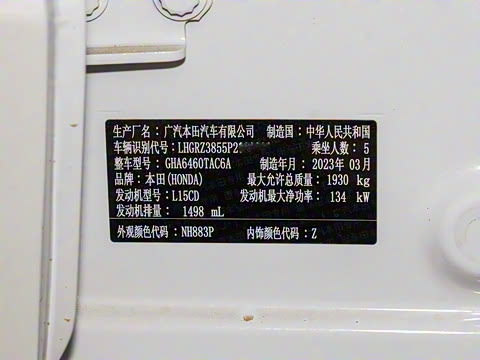 生产厂名：广汽本田汽车有限公司 制造国：中华人民共和国
车辆识别代号：LHGRZ3855P2 乘坐人数：5
整车型号：GHA6460TAC6A 制造年月：2023年03月
品牌：本田(HONDA) 最大允许总质量：1930 kg
发动机型号：L15CD 发动机最大净功率：134 kW
发动机排量：1498 mL
外观颜色代码：NH883P 内饰颜色代码：Z